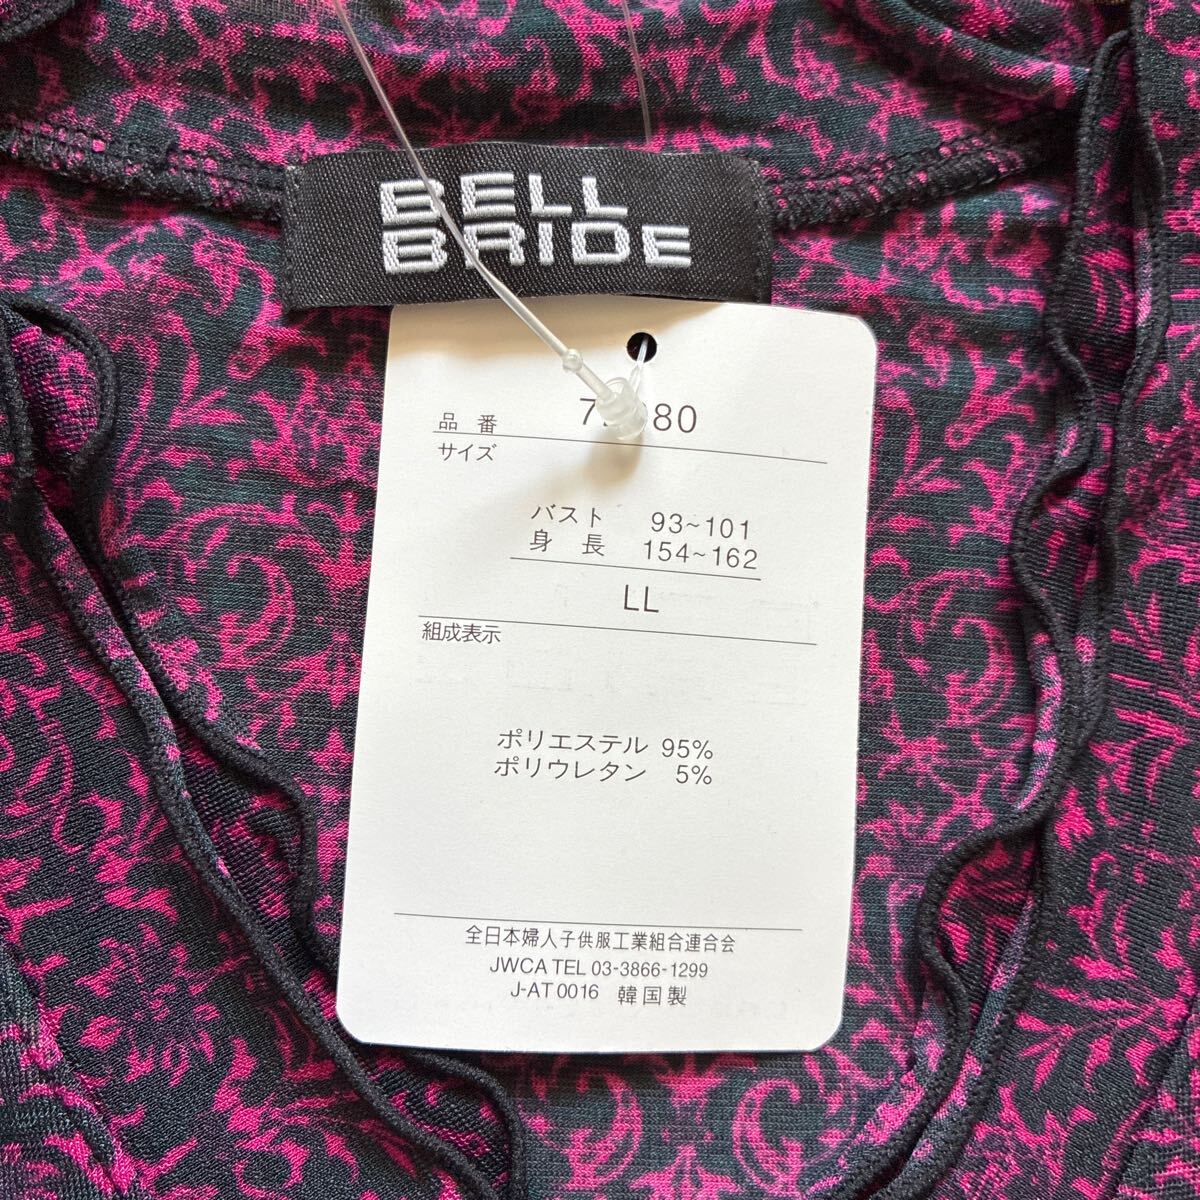 BELL
BRIDE
品番
サイズ
バスト 93~101
身長 154~162
LL
組成表示
ポリエステル 95%
ポリウレタン 5%
全日本婦人子供服工業組合連合会
JWCA TEL 03-3866-1299
J-AT 0016 韓国製